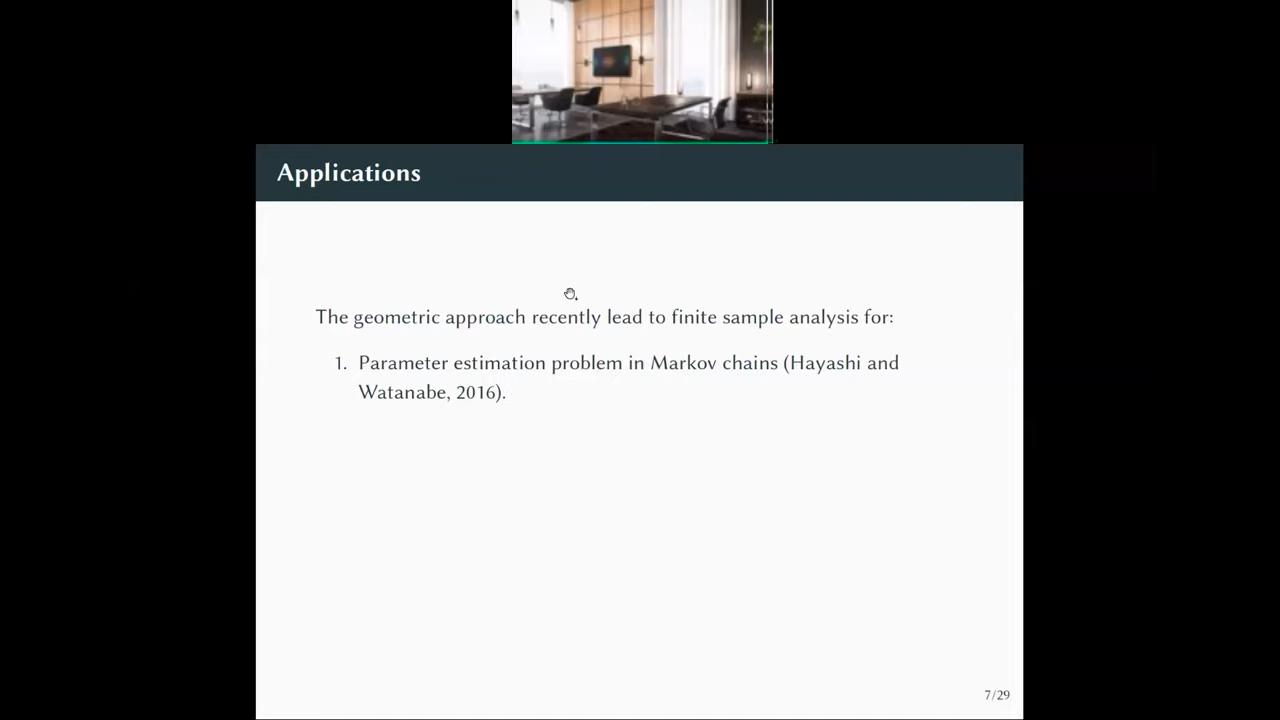 Applications
The geometric approach recently lead to finite sample analysis for:
1. Parameter estimation problem in Markov chains (Hayashi and
Watanabe, 2016).
7/29